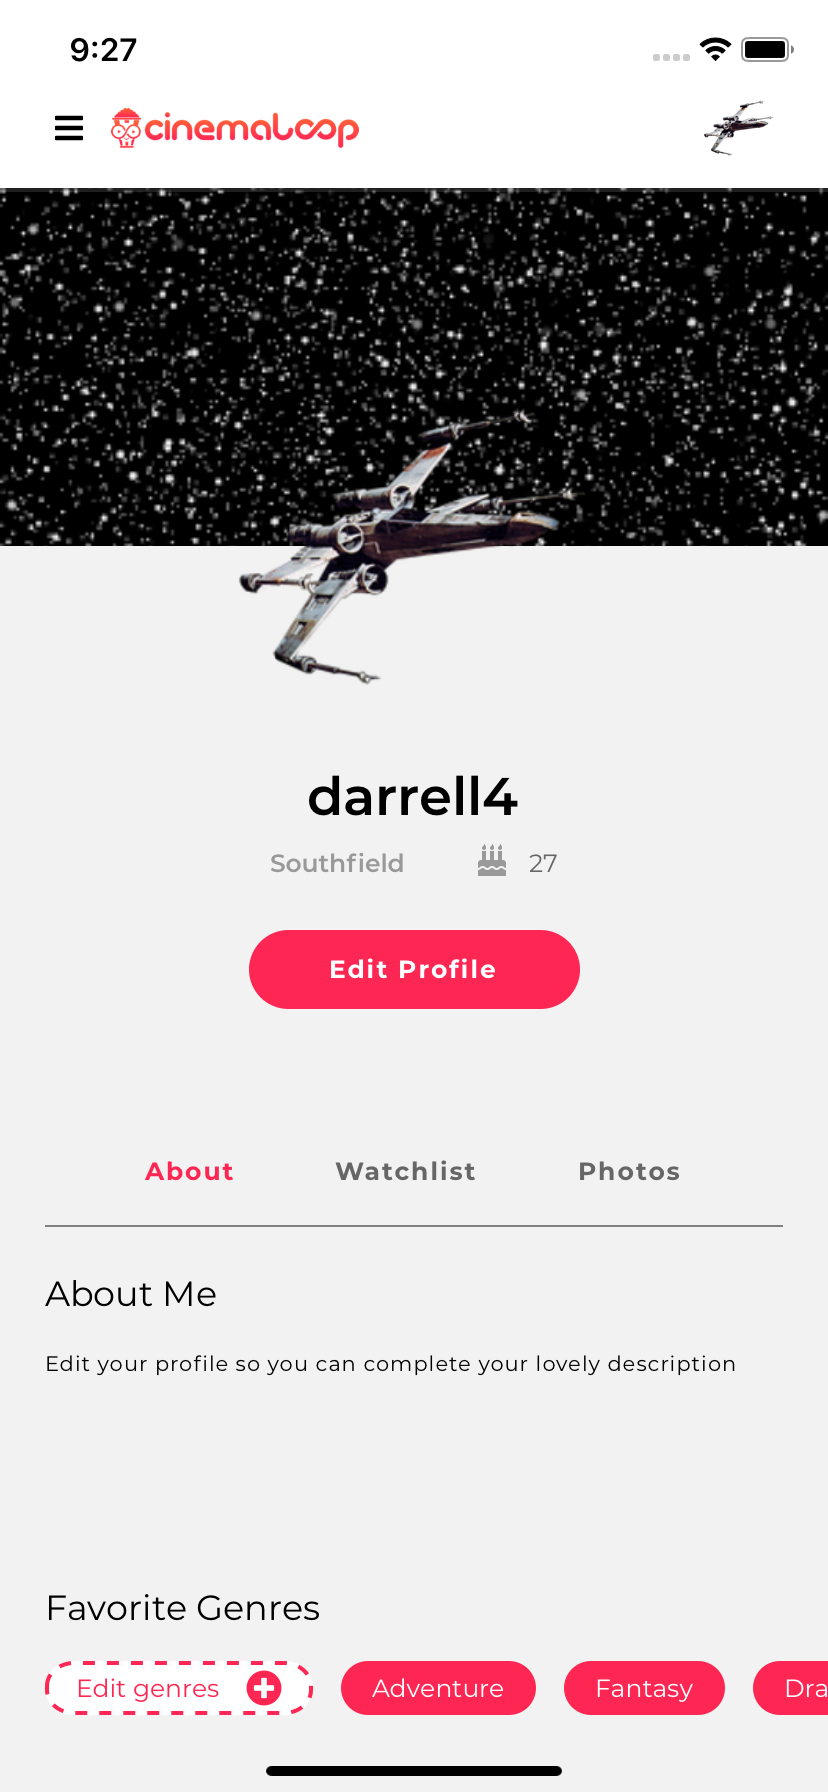 9:27
cinemaLoop
darrell4
Southfield 27
Edit Profile
About Watchlist Photos
About Me
Edit your profile so you can complete your lovely description
Favorite Genres
Edit genres Adventure Fantasy Dra